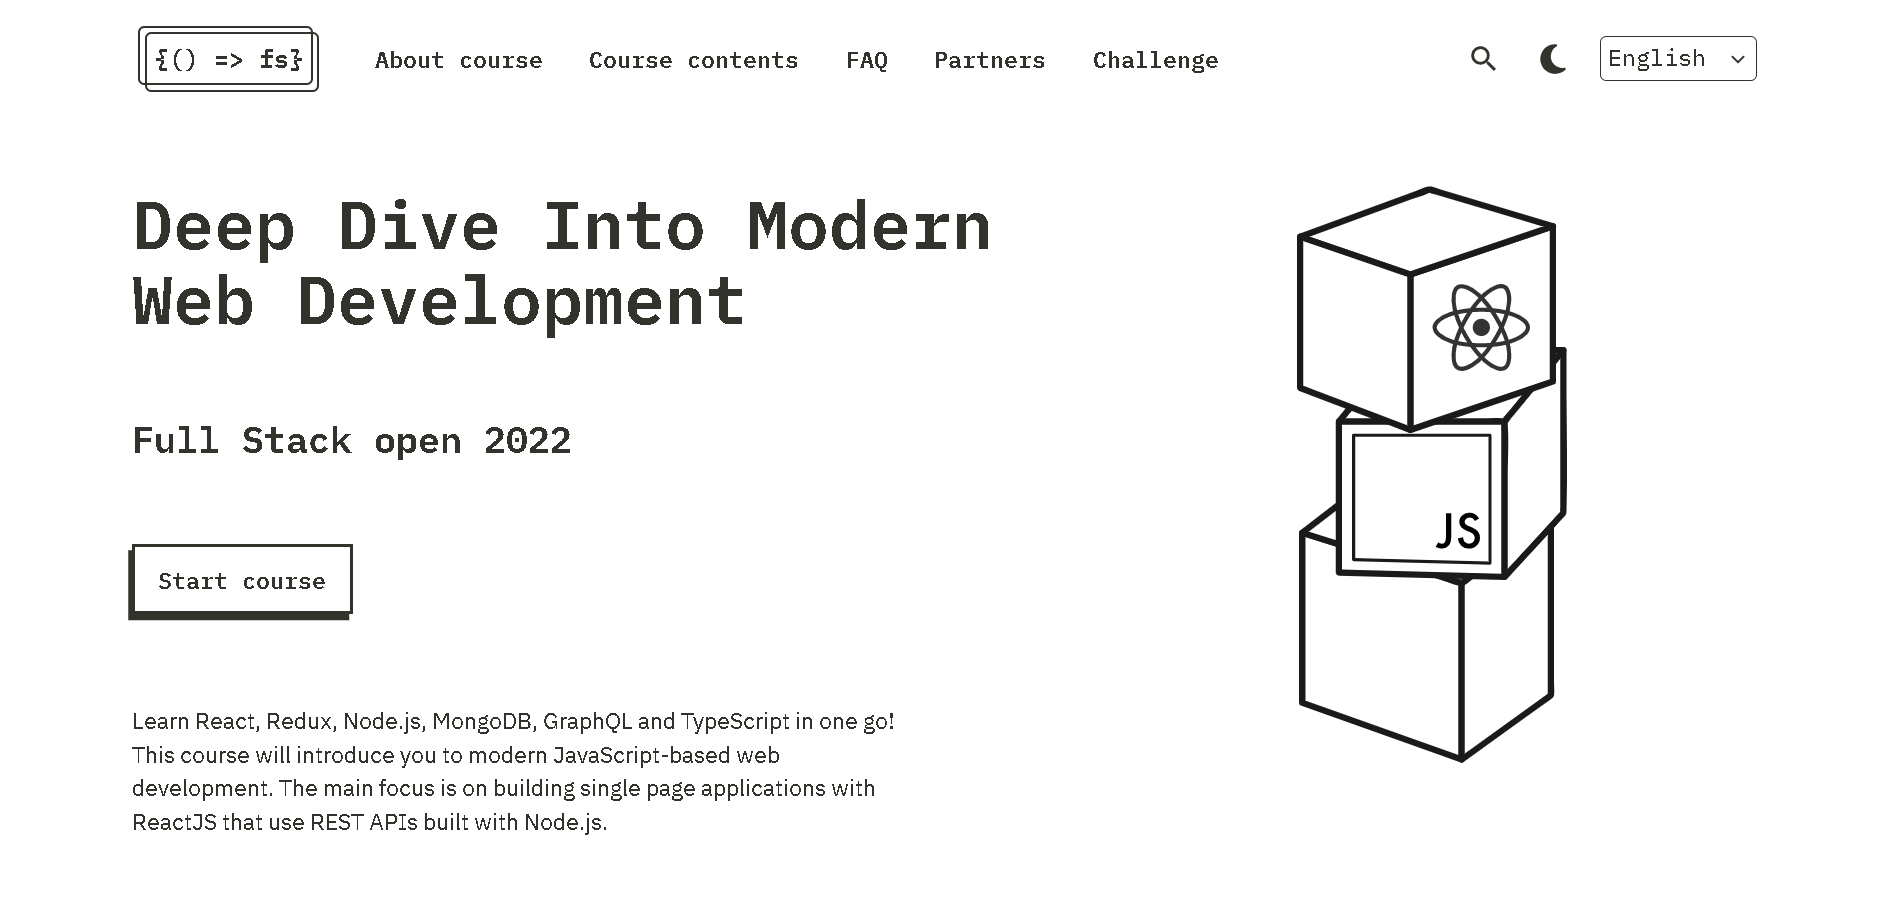 {() => fs}
About course
Course contents
FAQ
Partners
Challenge
English
Deep Dive Into Modern
Web Development
Full Stack open 2022
Start course
Learn React, Redux, Node.js, MongoDB, GraphQL and TypeScript in one go!
This course will introduce you to modern JavaScript-based web
development. The main focus is on building single page applications with
ReactJS that use REST APIs built with Node.js.
JS